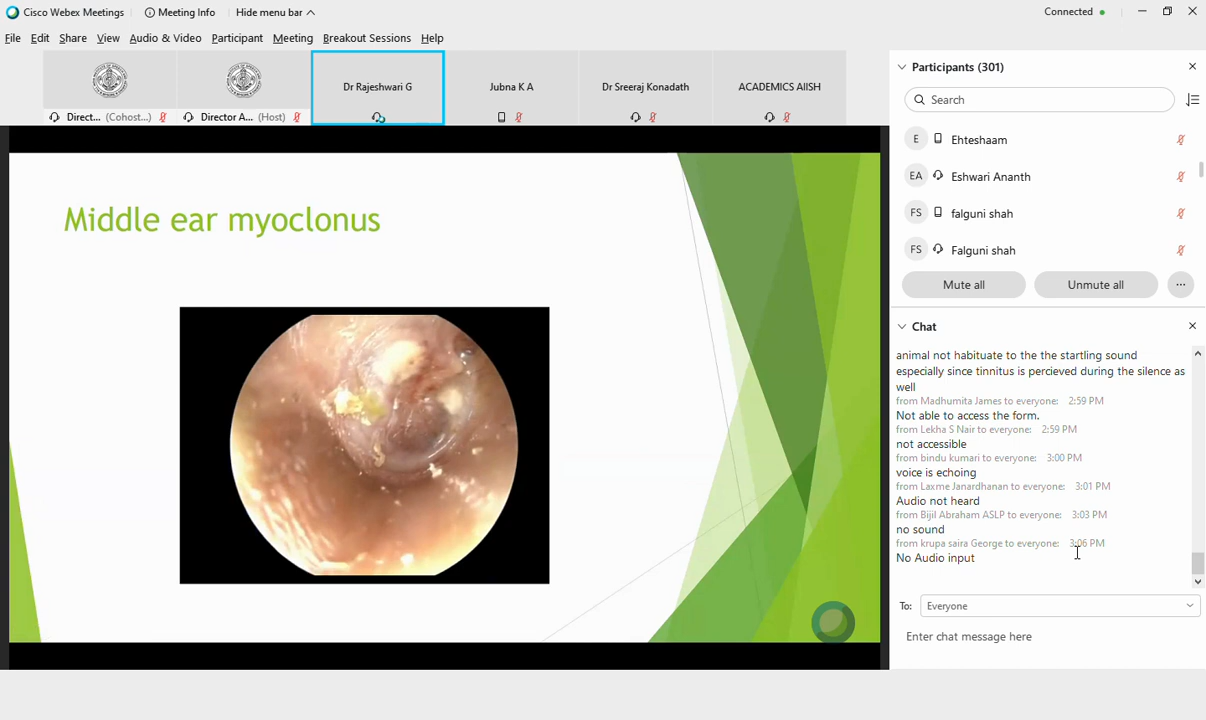 Cisco Webex Meetings
Meeting Info
Hide menu bar
Connected
File Edit Share View Audio & Video Participant Meeting Breakout Sessions Help
Direct... (Cohost...)
Director A... (Host)
Dr Rajeshwari G
Jubna K A
Dr Sreeraj Konadath
ACADEMICS AIISH
Middle ear myoclonus
Participants (301)
Search
E Ehteshaam
EA Eshwari Ananth
FS falguni shah
FS Falguni shah
Mute all
Unmute all
...
Chat
animal not habituate to the the startling sound
especially since tinnitus is percieved during the silence as
well
from Madhumita James to everyone: 2:59 PM
Not able to access the form.
from Lekha S Nair to everyone: 2:59 PM
not accessible
from bindu kumari to everyone: 3:00 PM
voice is echoing
from Laxme Janardhanan to everyone: 3:01 PM
Audio not heard
from Bijil Abraham ASLP to everyone: 3:03 PM
no sound
from krupa saira George to everyone: 3:06 PM
No Audio input
To: Everyone
Enter chat message here